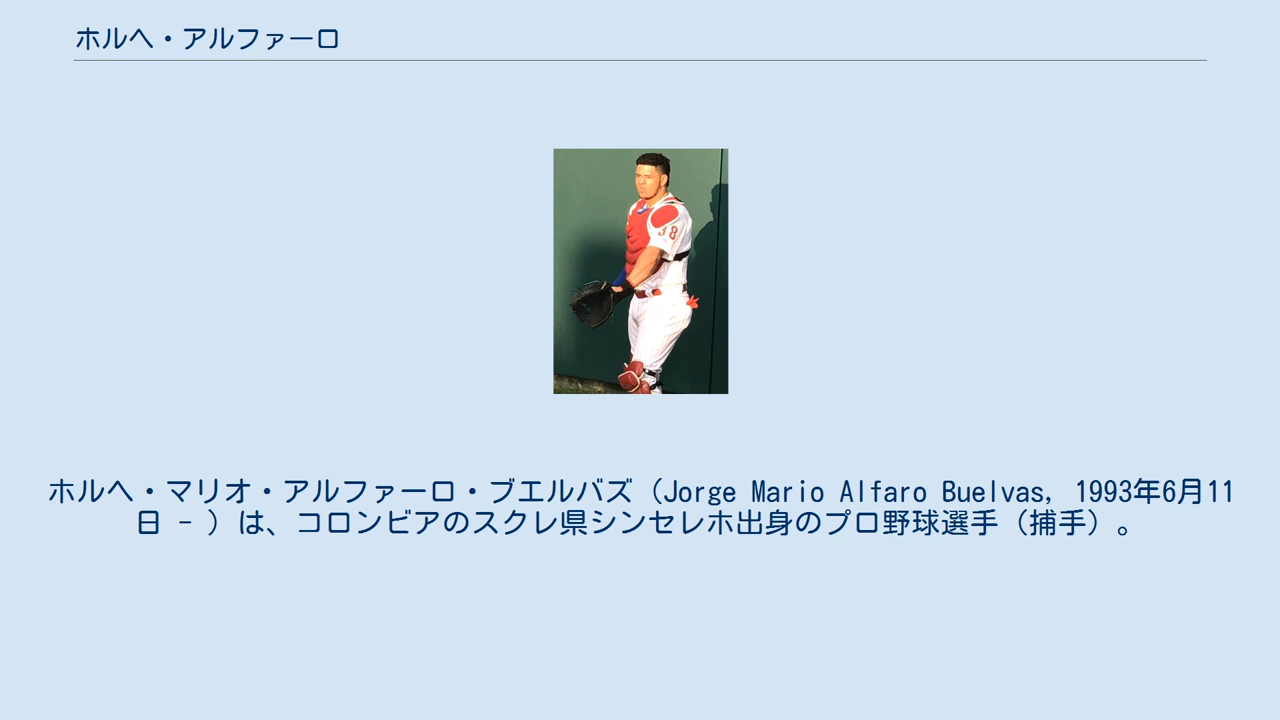 ホルヘ・アルファーロ
38
ホルヘ・マリオ・アルファーロ・ブエルバズ（Jorge Mario Alfaro Buelvas, 1993年6月11
日 - ）は、コロンビアのスクレ県シンセレホ出身のプロ野球選手（捕手）。